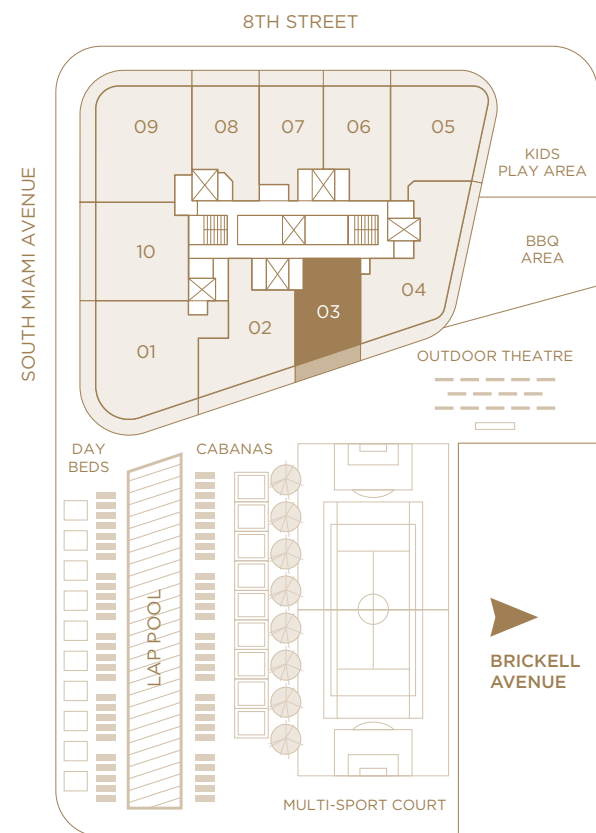 8TH STREET
SOUTH MIAMI AVENUE
09
08
07
06
05
KIDS
PLAY AREA
BBQ
AREA
10
04
03
02
01
OUTDOOR THEATRE
DAY
BEDS
CABANAS
LAP POOL
BRICKELL
AVENUE
MULTI-SPORT COURT